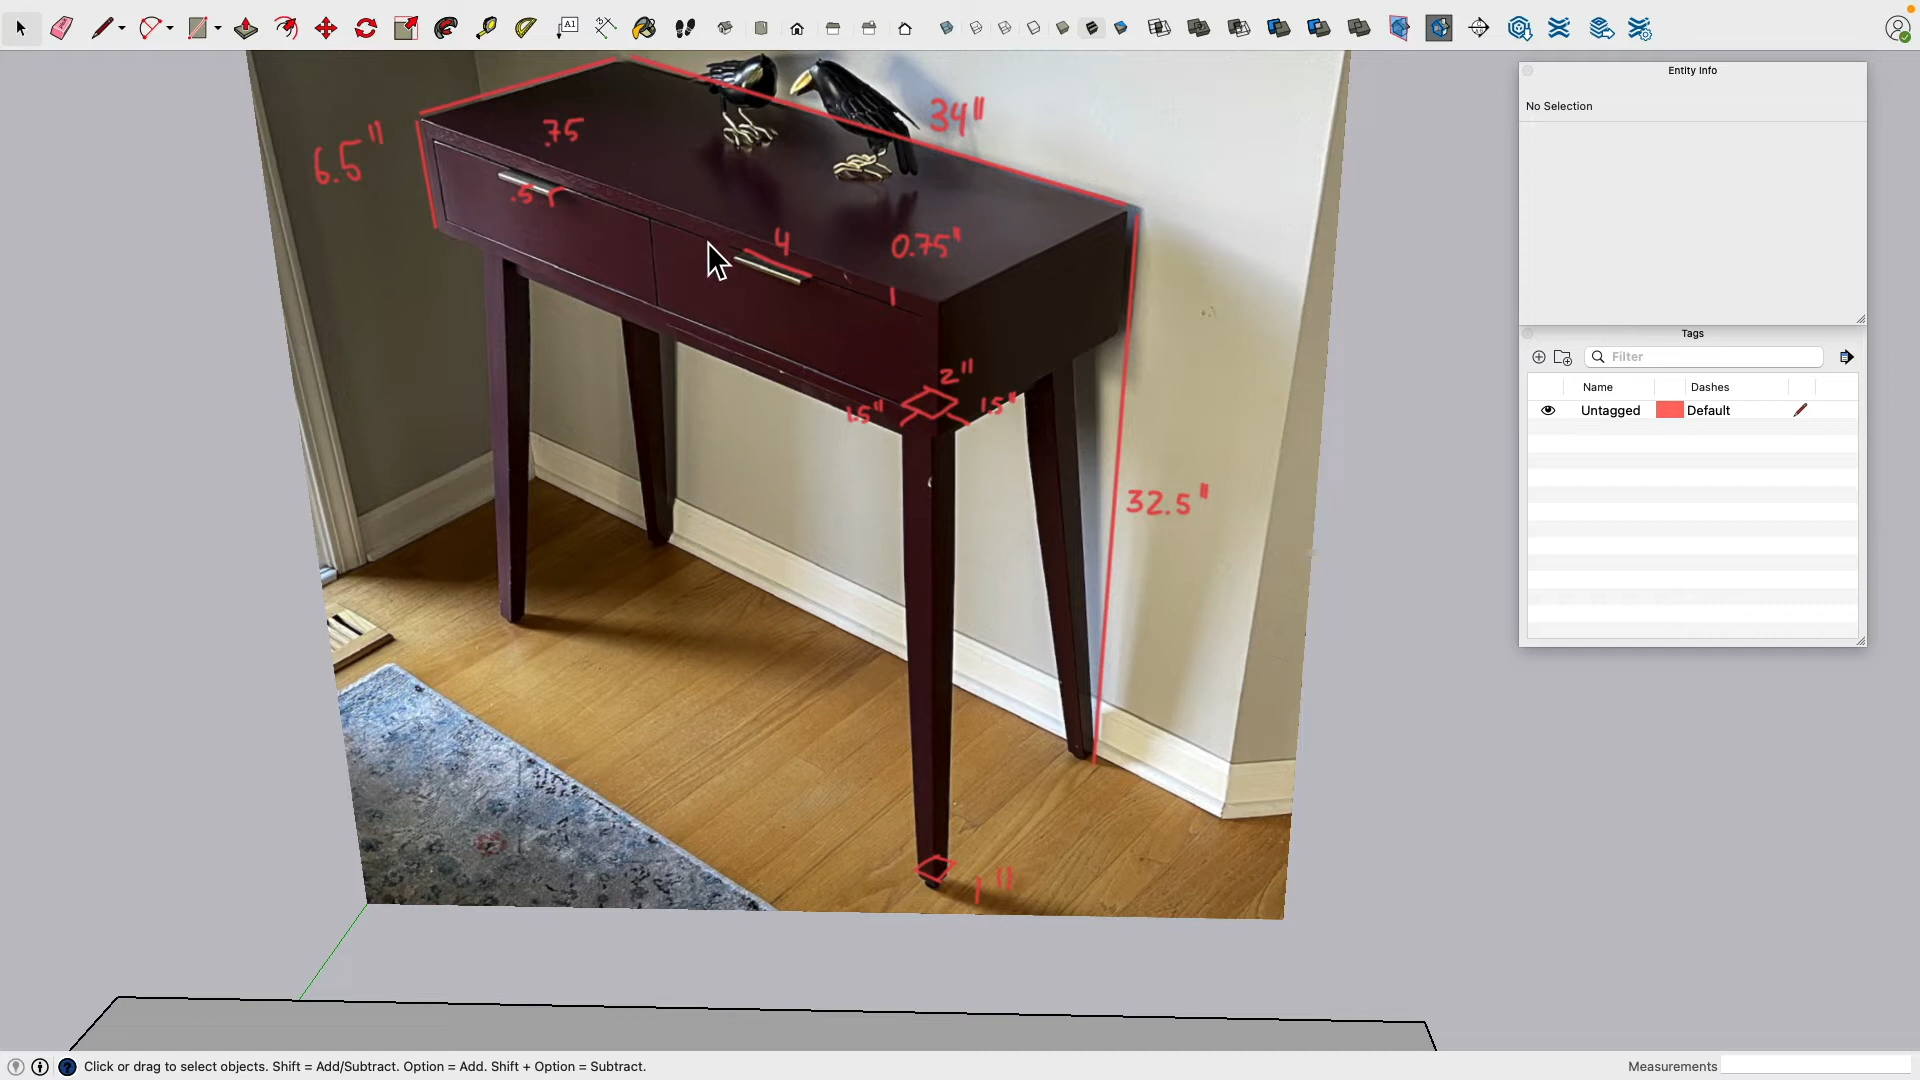 A1
Entity Info
No Selection
34"
.75
6.5"
.5
4
0.75"
Tags
Filter
Name Dashes
Untagged Default
2"
1.5" 1.5"
32.5"
1"
Click or drag to select objects. Shift = Add/Subtract. Option = Add. Shift + Option = Subtract.
Measurements